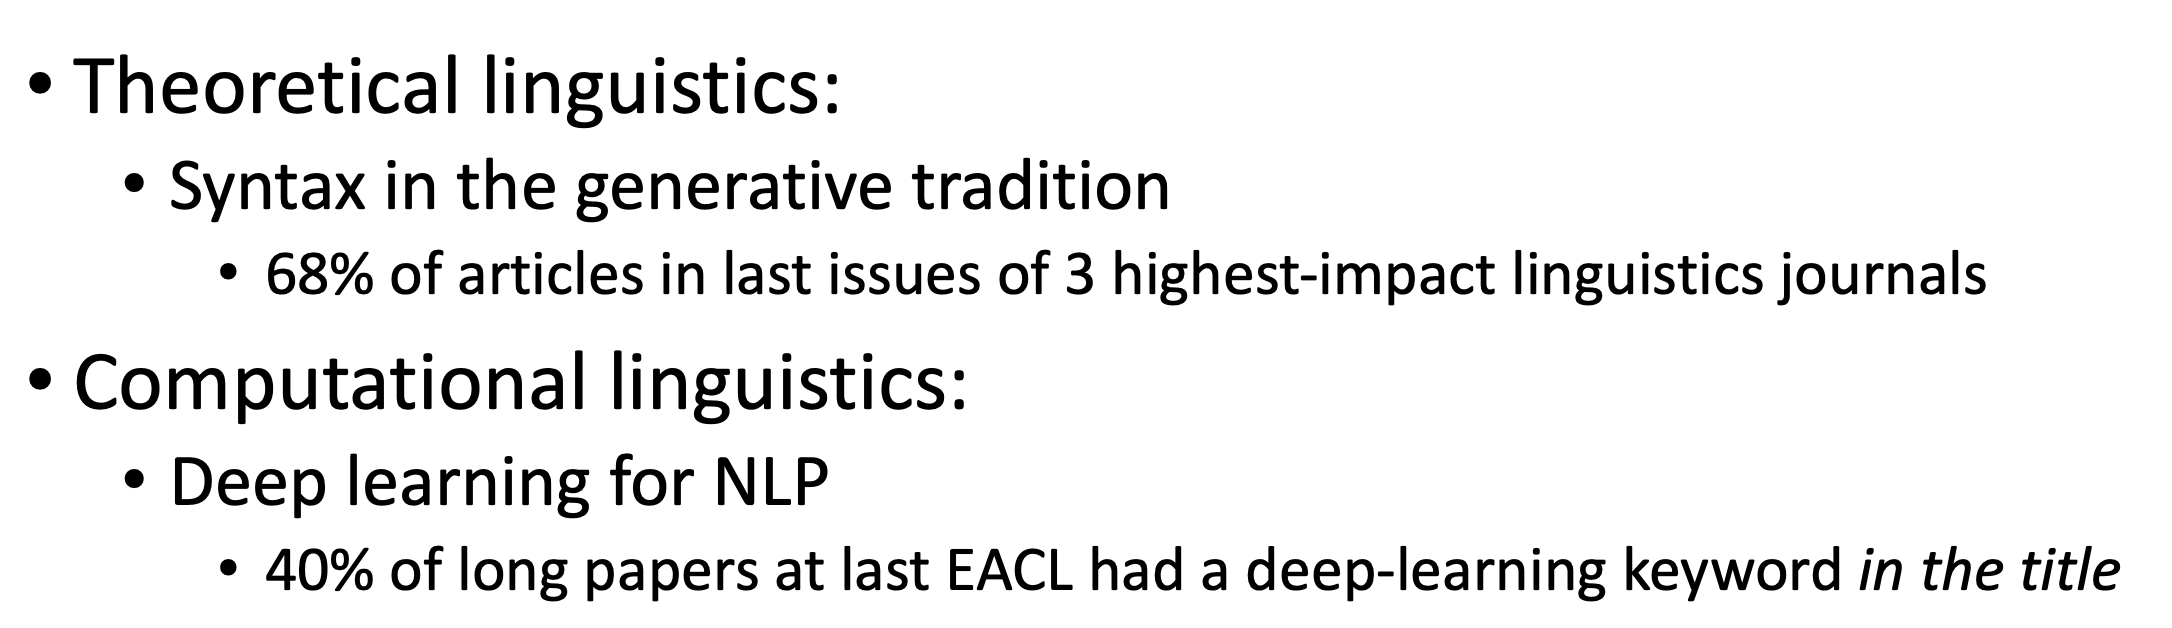 • Theoretical linguistics:
• Syntax in the generative tradition
• 68% of articles in last issues of 3 highest-impact linguistics journals
• Computational linguistics:
• Deep learning for NLP
• 40% of long papers at last EACL had a deep-learning keyword in the title